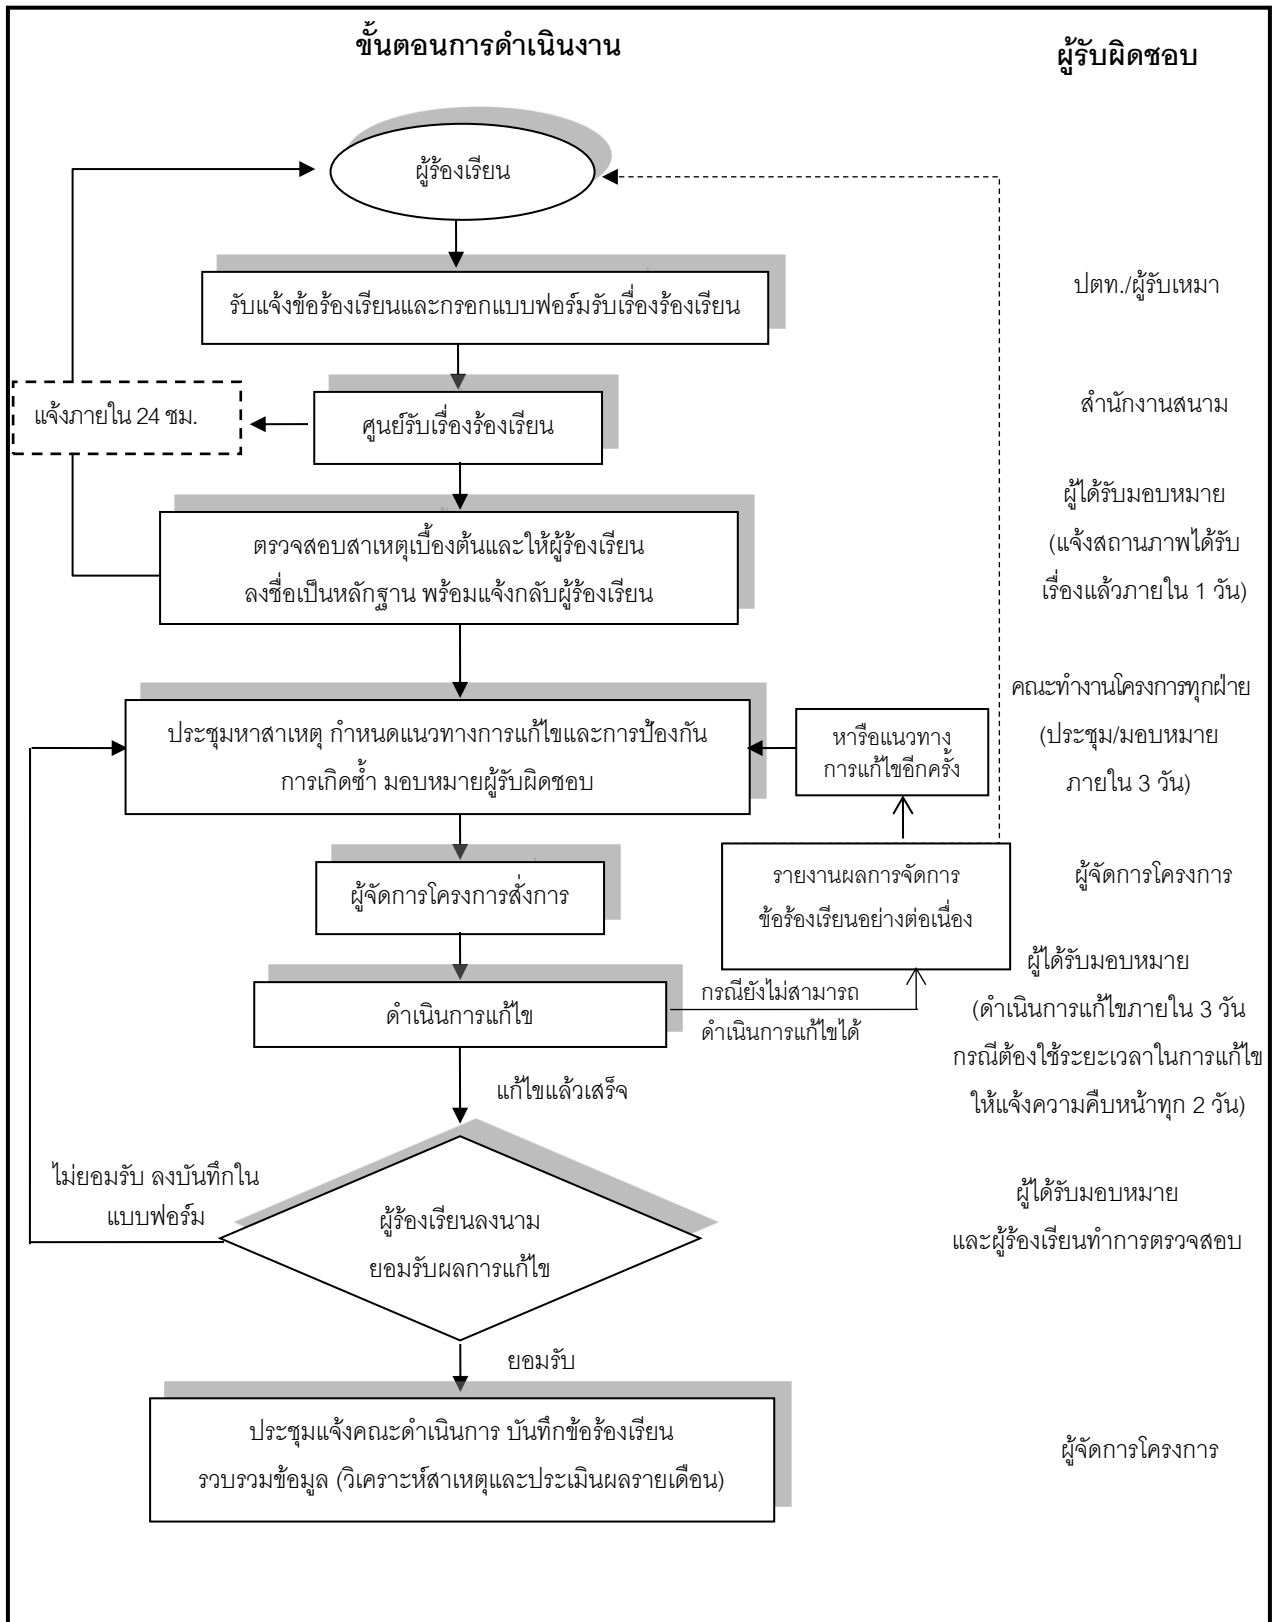 ขั้นตอนการดำเนินงาน
ผู้รับผิดชอบ
ผู้ร้องเรียน
รับแจ้งข้อร้องเรียนและกรอกแบบฟอร์มรับเรื่องร้องเรียน
ปตท./ผู้รับเหมา
แจ้งภายใน 24 ชม.
ศูนย์รับเรื่องร้องเรียน
สำนักงานสนาม
ตรวจสอบสาเหตุเบื้องต้นและให้ผู้ร้องเรียน
ลงชื่อเป็นหลักฐาน พร้อมแจ้งกลับผู้ร้องเรียน
ผู้ได้รับมอบหมาย
(แจ้งสถานภาพได้รับ
เรื่องแล้วภายใน 1 วัน)
ประชุมหาสาเหตุ กำหนดแนวทางการแก้ไขและการป้องกัน
การเกิดซ้ำ มอบหมายผู้รับผิดชอบ
หารือแนวทาง
การแก้ไขอีกครั้ง
คณะทำงานโครงการทุกฝ่าย
(ประชุม/มอบหมาย
ภายใน 3 วัน)
ผู้จัดการโครงการสั่งการ
รายงานผลการจัดการ
ข้อร้องเรียนอย่างต่อเนื่อง
ผู้จัดการโครงการ
ดำเนินการแก้ไข
กรณียังไม่สามารถ
ดำเนินการแก้ไขได้
ผู้ได้รับมอบหมาย
(ดำเนินการแก้ไขภายใน 3 วัน
กรณีต้องใช้ระยะเวลาในการแก้ไข
ให้แจ้งความคืบหน้าทุก 2 วัน)
แก้ไขแล้วเสร็จ
ไม่ยอมรับ ลงบันทึกใน
แบบฟอร์ม
ผู้ร้องเรียนลงนาม
ยอมรับผลการแก้ไข
ผู้ได้รับมอบหมาย
และผู้ร้องเรียนทำการตรวจสอบ
ยอมรับ
ประชุมแจ้งคณะดำเนินการ บันทึกข้อร้องเรียน
รวบรวมข้อมูล (วิเคราะห์สาเหตุและประเมินผลรายเดือน)
ผู้จัดการโครงการ